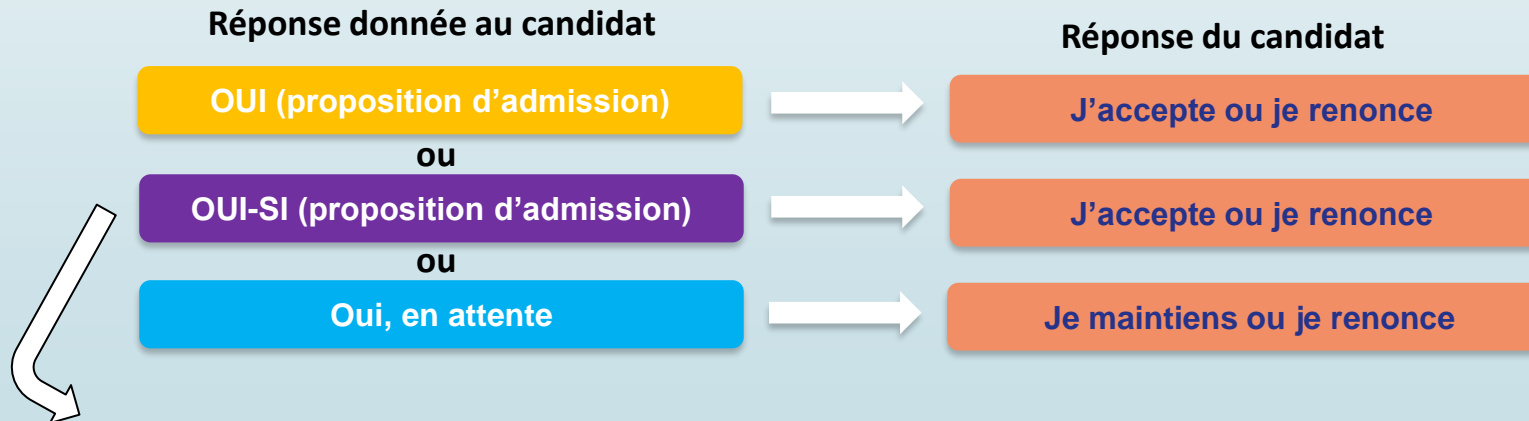 Réponse donnée au candidat
Réponse du candidat
OUI (proposition d’admission)
J’accepte ou je renonce
ou
OUI-SI (proposition d’admission)
J’accepte ou je renonce
ou
Oui, en attente
Je maintiens ou je renonce